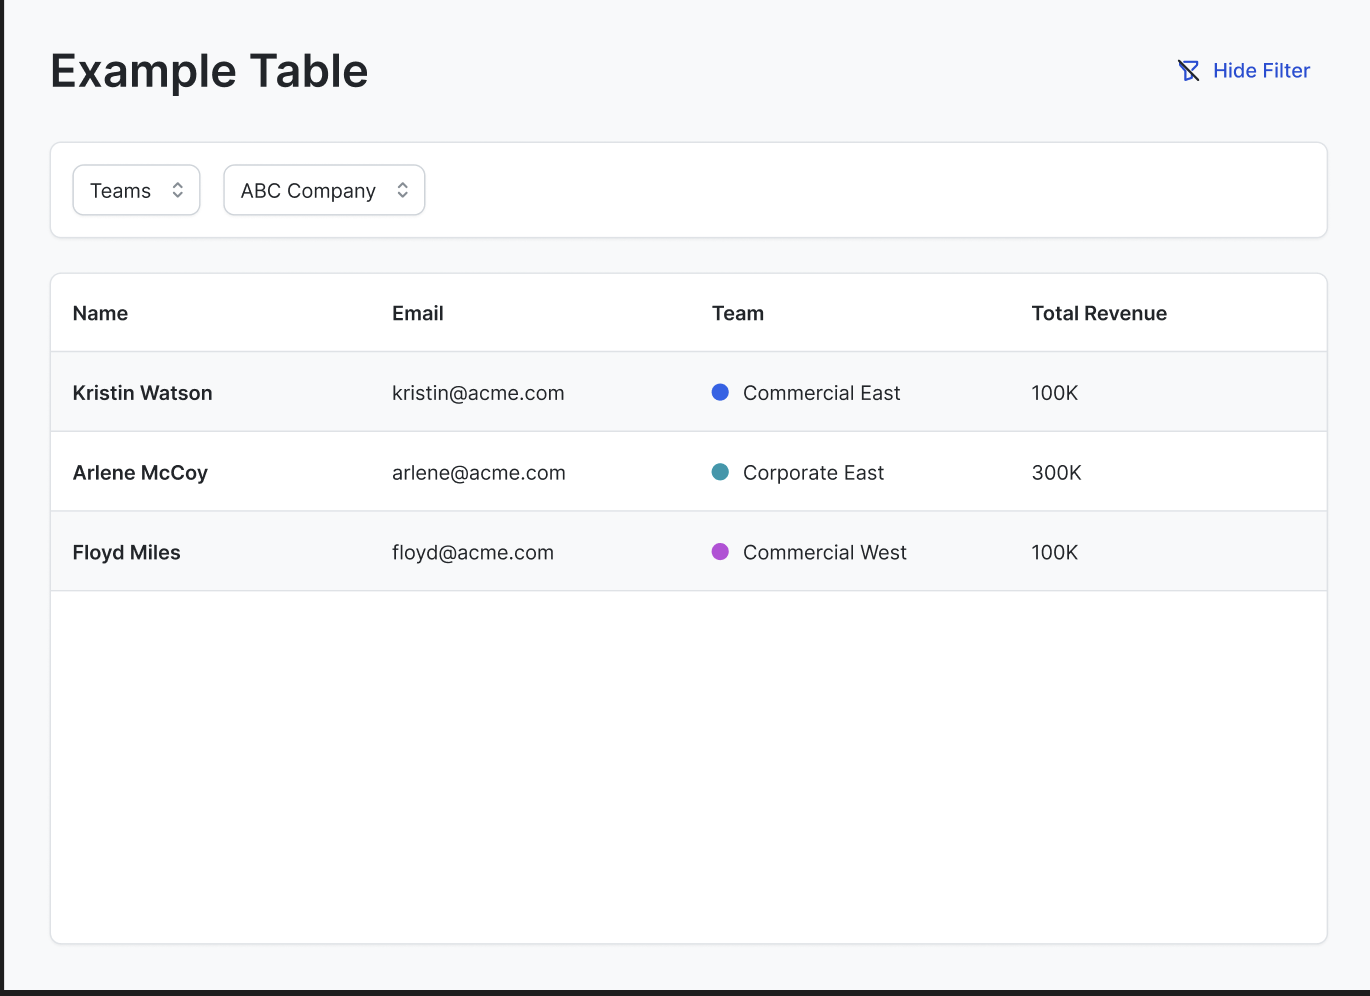 Example Table
Hide Filter
Teams ABC Company
Name Email Team Total Revenue
Kristin Watson kristin@acme.com Commercial East 100K
Arlene McCoy arlene@acme.com Corporate East 300K
Floyd Miles floyd@acme.com Commercial West 100K